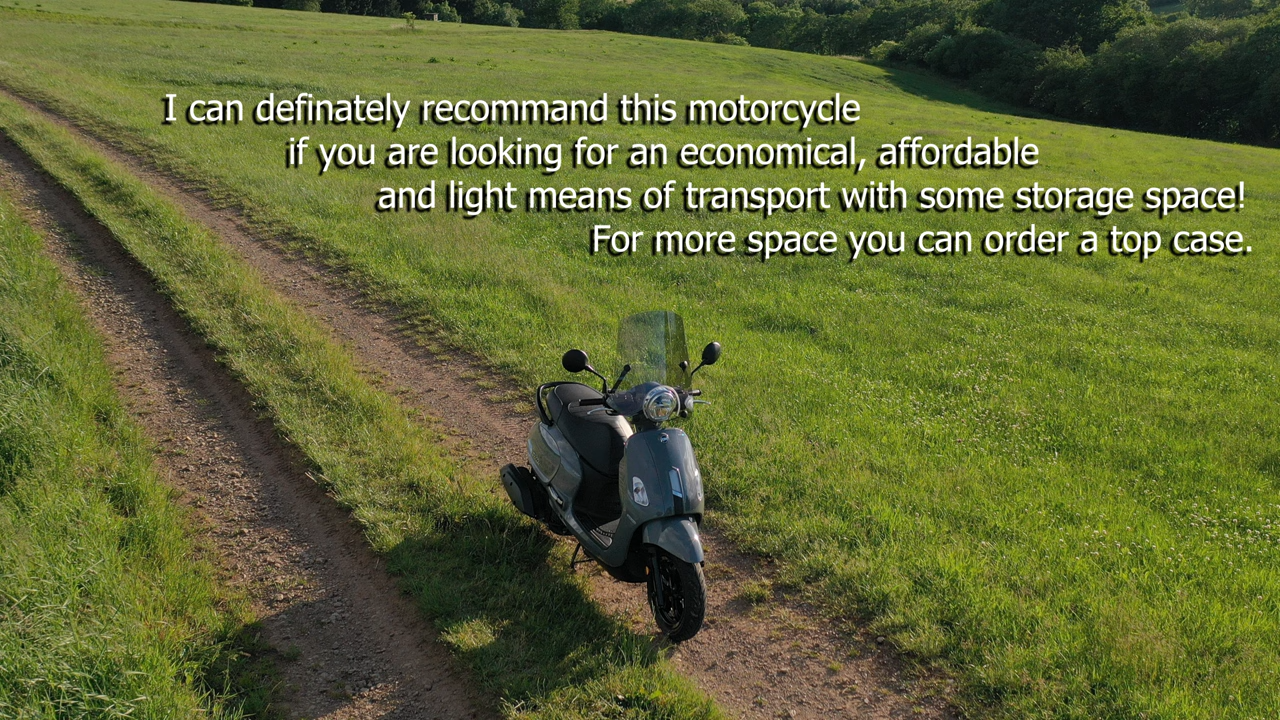 I can definately recommand this motorcycle
if you are looking for an economical, affordable
and light means of transport with some storage space!
For more space you can order a top case.